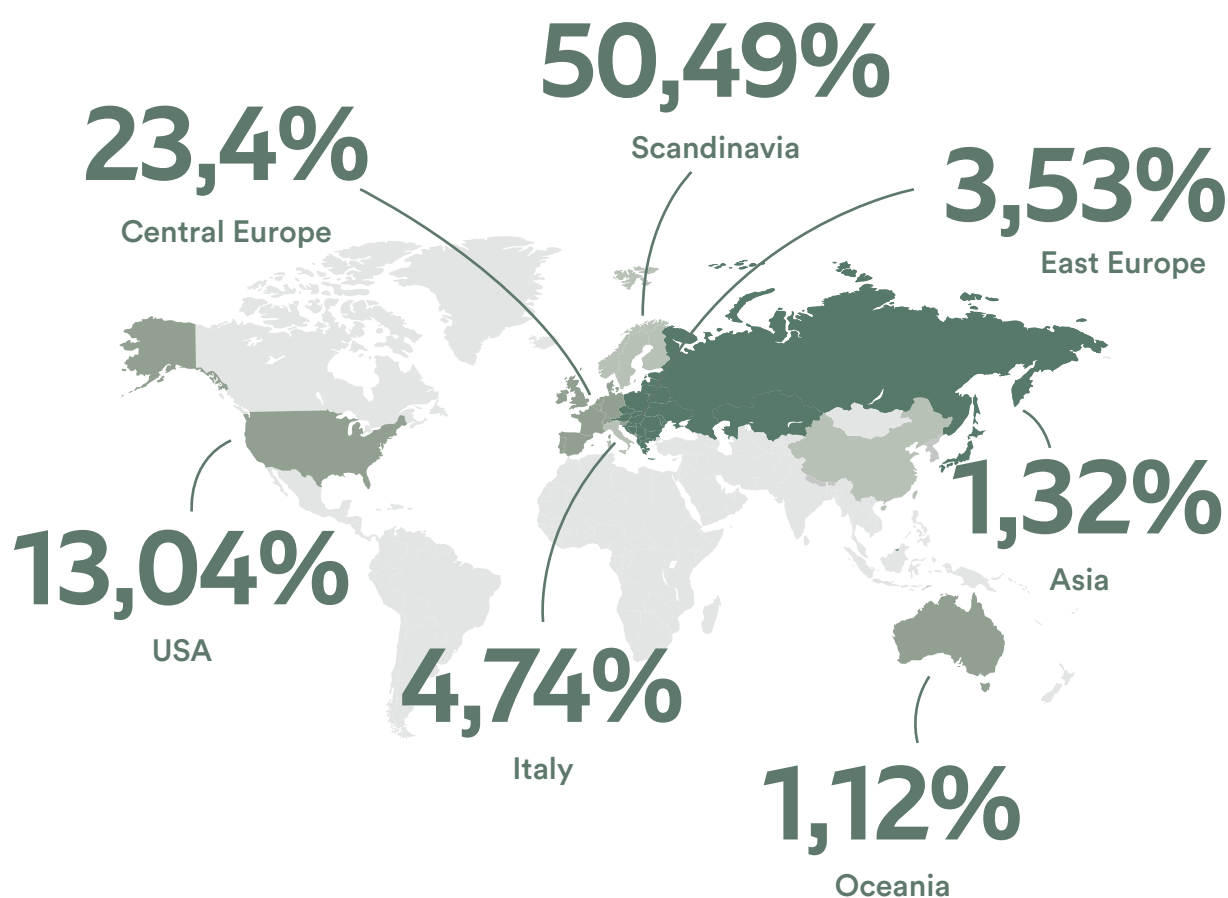 50,49%
Scandinavia
23,4%
Central Europe
3,53%
East Europe
1,32%
Asia
13,04%
USA
4,74%
Italy
1,12%
Oceania